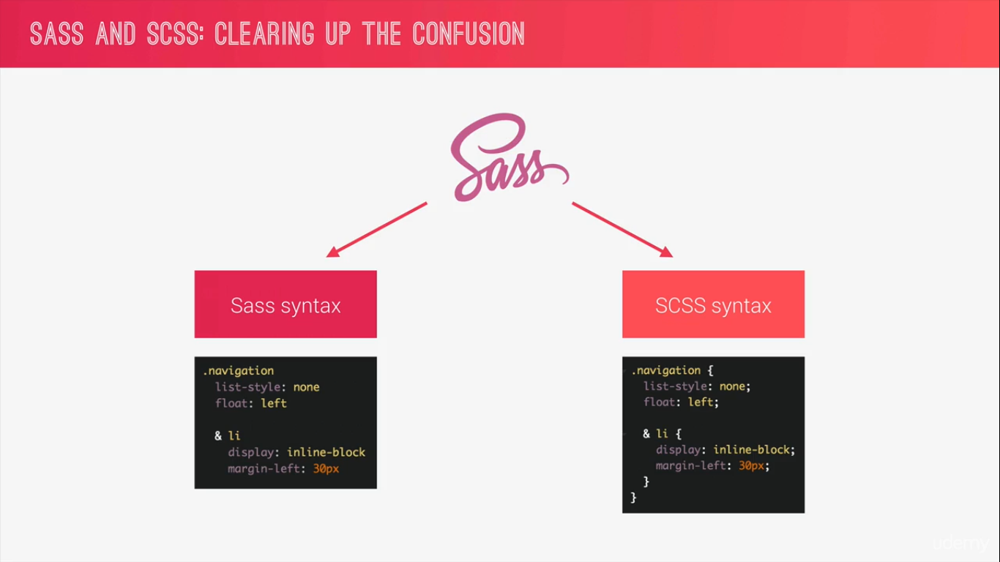 SASS AND SCSS: CLEARING UP THE CONFUSION
Sass
Sass syntax
.navigation
list-style: none
float: left
& li
display: inline-block
margin-left: 30px
SCSS syntax
.navigation {
list-style: none;
float: left;
& li {
display: inline-block;
margin-left: 30px;
}
}
udemy